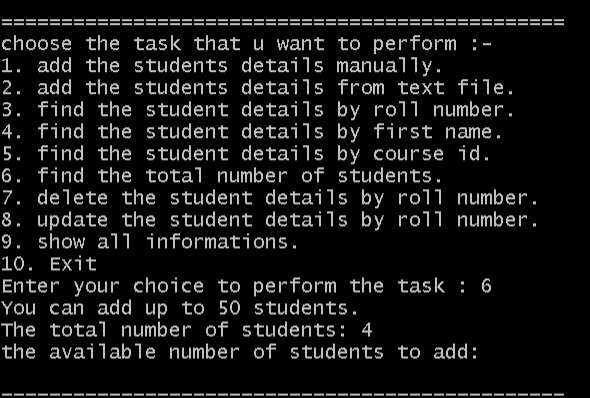 ===============================================
choose the task that u want to perform :-
1. add the students details manually.
2. add the students details from text file.
3. find the student details by roll number.
4. find the student details by first name.
5. find the student details by course id.
6. find the total number of students.
7. delete the student details by roll number.
8. update the student details by roll number.
9. show all informations.
10. Exit
Enter your choice to perform the task : 6
You can add up to 50 students.
The total number of students: 4
the available number of students to add:
===============================================